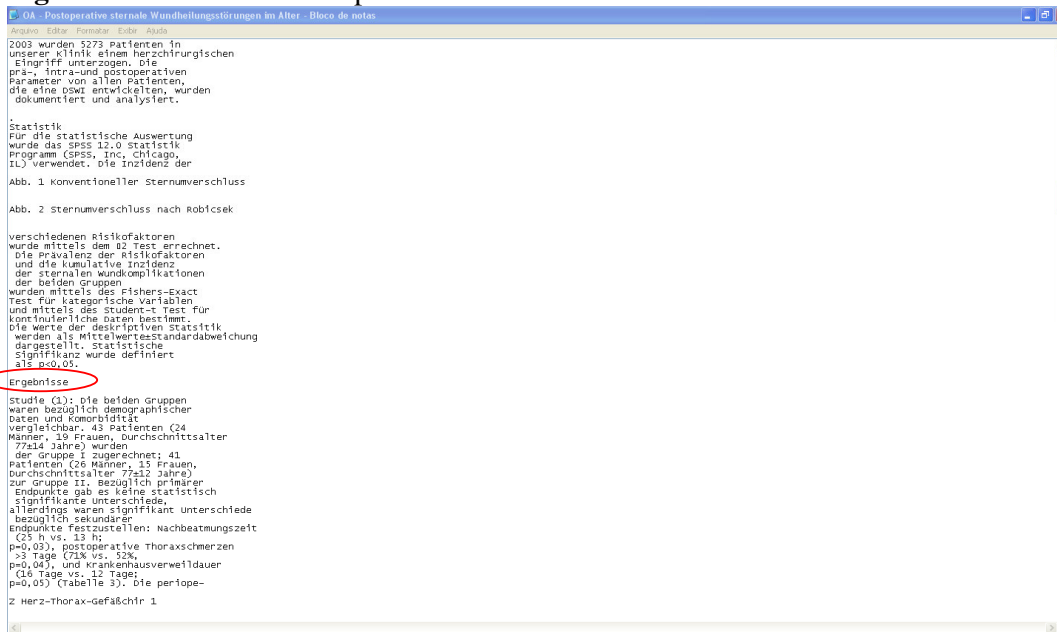 OA - Postoperative sternale Wundheilungsstörungen im Alter - Bloco de notas
Arquivo Editar Formatar Exibir Ajuda
2003 wurden 5273 Patienten in
unserer Klinik einem herzchirurgischen
Eingriff unterzogen. Die
prä-, intra-und postoperativen
Parameter von allen Patienten,
die eine DSWI entwickelten, wurden
dokumentiert und analysiert.
.
Statistik
Für die statistische Auswertung
wurde das SPSS 12.0 Statistik
Programm (SPSS, Inc, Chicago,
IL) verwendet. Die Inzidenz der
Abb. 1 Konventioneller Sternumverschluss
Abb. 2 Sternumverschluss nach Robicsek
verschiedenen Risikofaktoren
wurde mittels dem 2 Test errechnet.
Die Prävalenz der Risikofaktoren
und die kumulative Inzidenz
der sternalen Wundkomplikationen
der beiden Gruppen
wurden mittels des Fishers-Exact
Test für kategorische Variablen
und mittels des Student-t Test für
kontinuierliche Daten bestimmt.
Die Werte der deskriptiven Statsitik
werden als Mittelwerte±Standardabweichung
dargestellt. Statistische
Signifikanz wurde definiert
als p<0,05.
Ergebnisse
Studie (1): Die beiden Gruppen
waren bezüglich demographischer
Daten und Komorbidität
vergleichbar. 43 Patienten (24
Männer, 19 Frauen, Durchschnittsalter
77±14 Jahre) wurden
der Gruppe I zugerechnet; 41
Patienten (26 Männer, 15 Frauen,
Durchschnittsalter 77±12 Jahre)
zur Gruppe II. Bezüglich primärer
Endpunkte gab es keine statistisch
signifikante Unterschiede,
allerdings waren signifikant Unterschiede
bezüglich sekundärer
Endpunkte festzustellen: Nachbeatmungszeit
(25 h vs. 13 h;
p=0,03), postoperative Thoraxschmerzen
>3 Tage (71% vs. 52%,
p=0,04), und Krankenhausverweildauer
(16 Tage vs. 12 Tage;
p=0,05) (Tabelle 3). Die periope-
Z Herz-Thorax-Gefäßchir 1